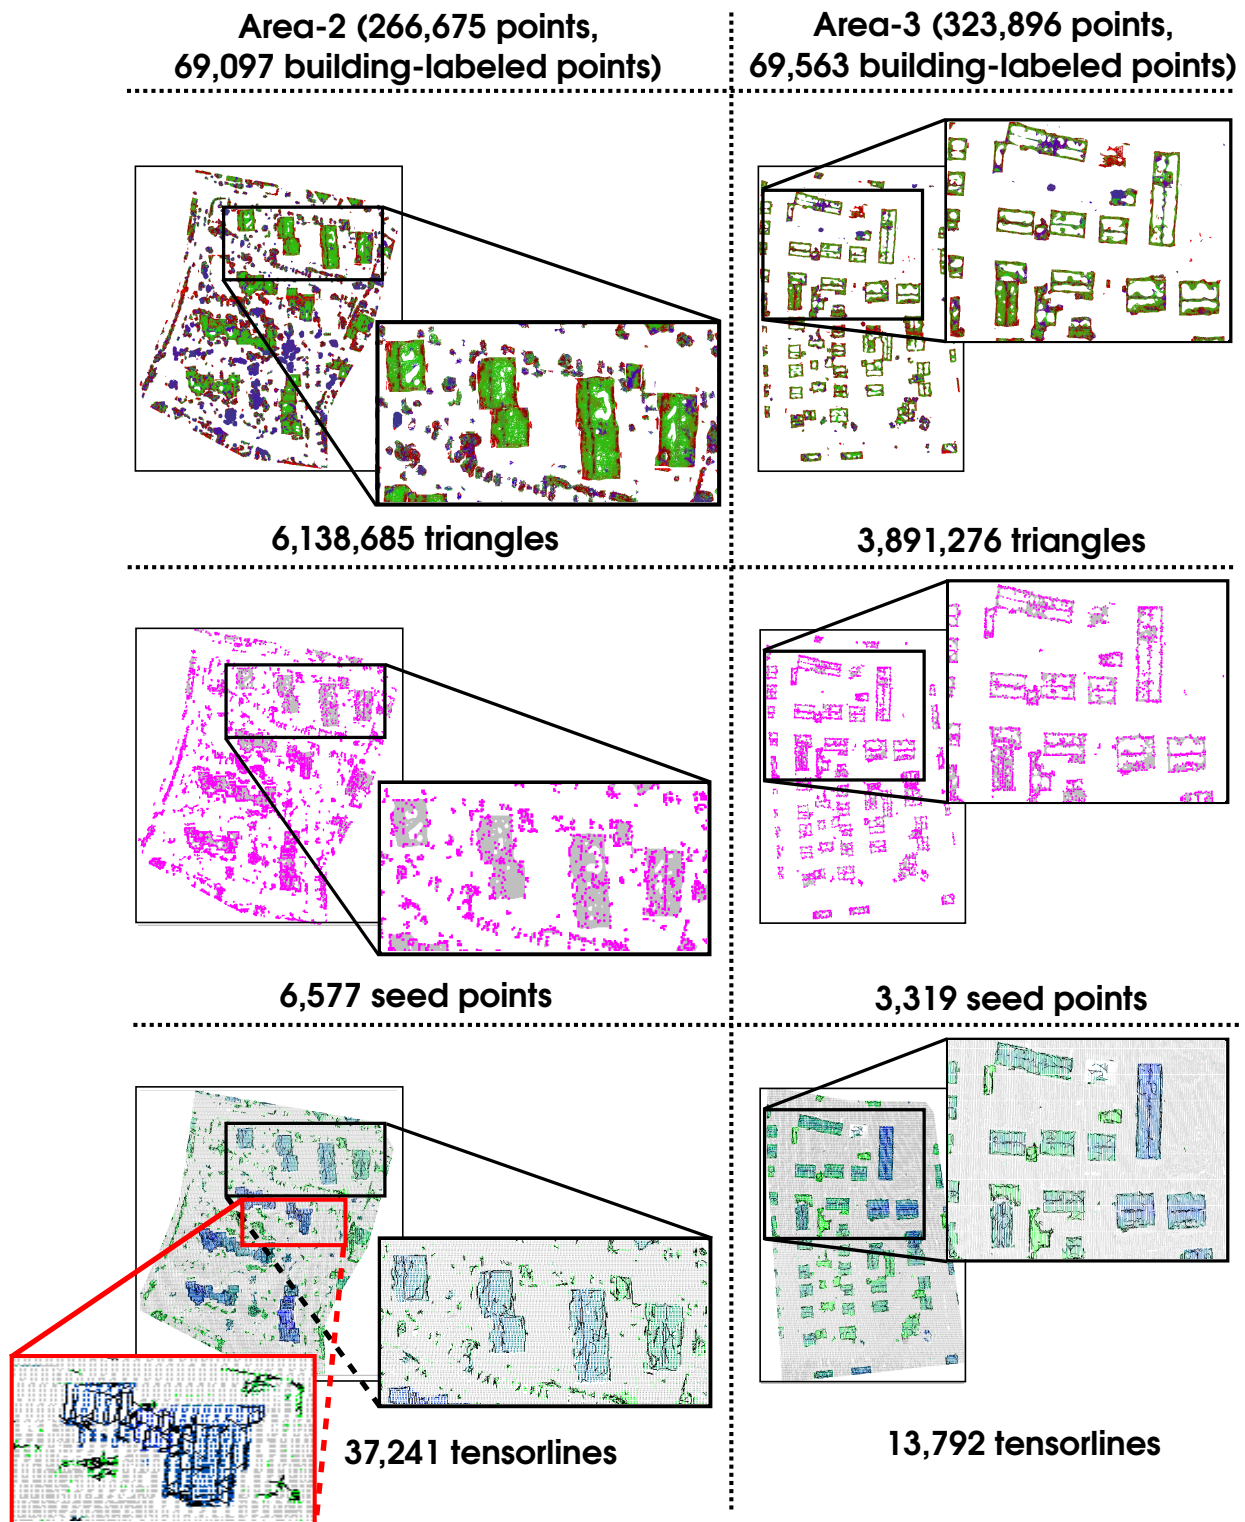 Area-2 (266,675 points,
69,097 building-labeled points)
Area-3 (323,896 points,
69,563 building-labeled points)
6,138,685 triangles
3,891,276 triangles
6,577 seed points
3,319 seed points
37,241 tensorlines
13,792 tensorlines